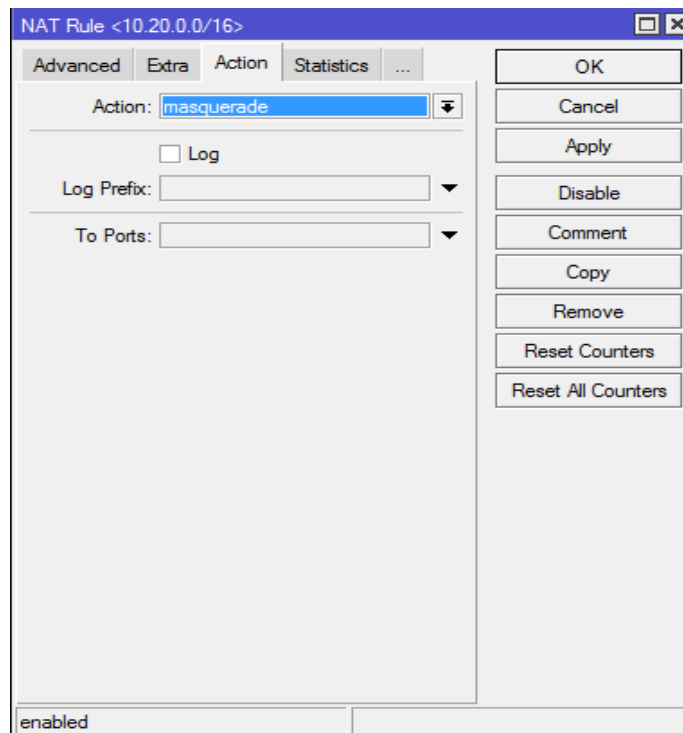 NAT Rule <10.20.0.0/16>
Advanced Extra Action Statistics ...
Action: masquerade
Log
Log Prefix:
To Ports:
OK
Cancel
Apply
Disable
Comment
Copy
Remove
Reset Counters
Reset All Counters
enabled